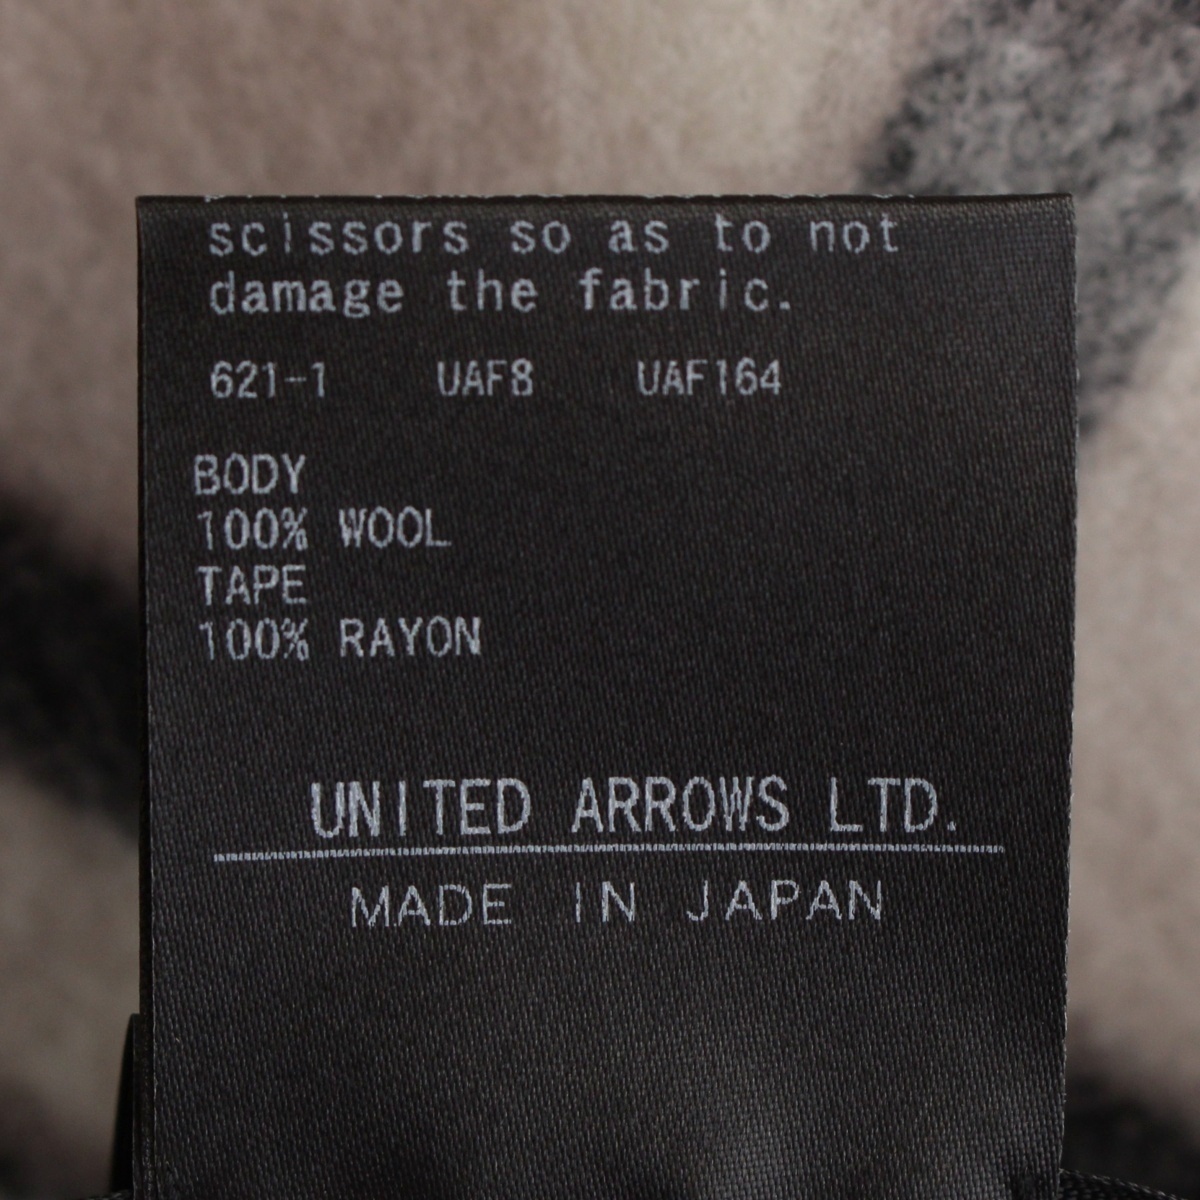 scissors so as to not
damage the fabric.
621-1 UAF8 UAF164
BODY
100% WOOL
TAPE
100% RAYON
UNITED ARROWS LTD.
MADE IN JAPAN